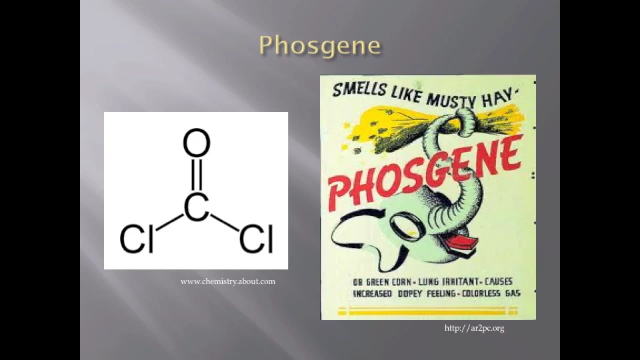 Phosgene
O
C
Cl Cl
www.chemistry.about.com
SMELLS LIKE MUSTY HAY-
PHOSGENE
OR GREEN CORN - LUNG IRRITANT - CAUSES
INCREASED DOPEY FEELING - COLORLESS GAS
http://ar2pc.org